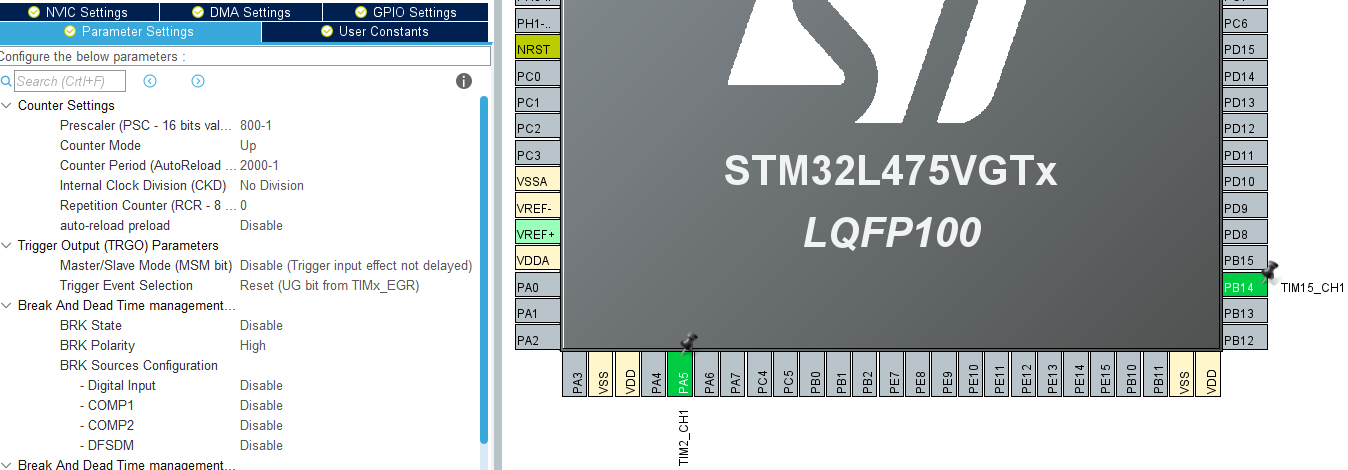 NVIC Settings
DMA Settings
GPIO Settings
Parameter Settings
User Constants
Configure the below parameters :
Search (Crtl+F)
Counter Settings
Prescaler (PSC - 16 bits val... 800-1
Counter Mode Up
Counter Period (AutoReload ... 2000-1
Internal Clock Division (CKD) No Division
Repetition Counter (RCR - 8 ... 0
auto-reload preload Disable
Trigger Output (TRGO) Parameters
Master/Slave Mode (MSM bit) Disable (Trigger input effect not delayed)
Trigger Event Selection Reset (UG bit from TIMx_EGR)
Break And Dead Time management...
BRK State Disable
BRK Polarity High
BRK Sources Configuration
- Digital Input Disable
- COMP1 Disable
- COMP2 Disable
- DFSDM Disable
Break And Dead Time management...
PH1-..
NRST
PC0
PC1
PC2
PC3
VSSA
VREF-
VREF+
VDDA
PA0
PA1
PA2
STM32L475VGTx
LQFP100
PC6
PD15
PD14
PD13
PD12
PD11
PD10
PD9
PD8
PB15
PB14
TIM15_CH1
PB13
PB12
PA3
VSS
VDD
PA4
PA5
PA6
PA7
PC4
PC5
PB0
PB1
PB2
PE7
PE8
PE9
PE10
PE11
PE12
PE13
PE14
PE15
PB10
PB11
VSS
VDD
TIM2_CH1